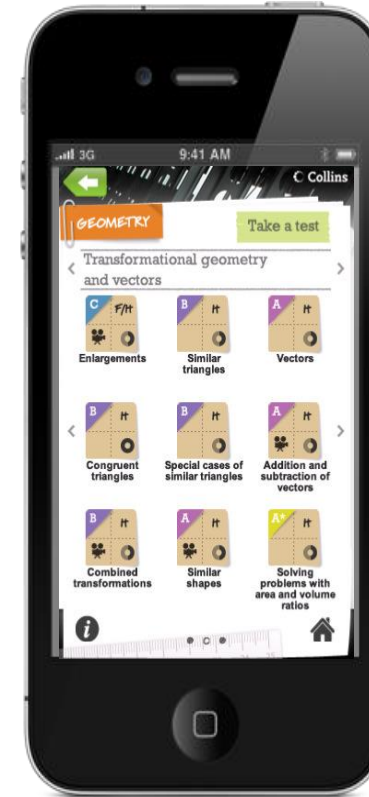 3G 9:41 AM
Collins
GEOMETRY
Take a test
Transformational geometry
and vectors
C F/H
B H
A H
Enlargements
Similar
triangles
Vectors
B H
B H
A H
Congruent
triangles
Special cases of
similar triangles
Addition and
subtraction of
vectors
B H
A H
A* H
Combined
transformations
Similar
shapes
Solving
problems with
area and volume
ratios
i